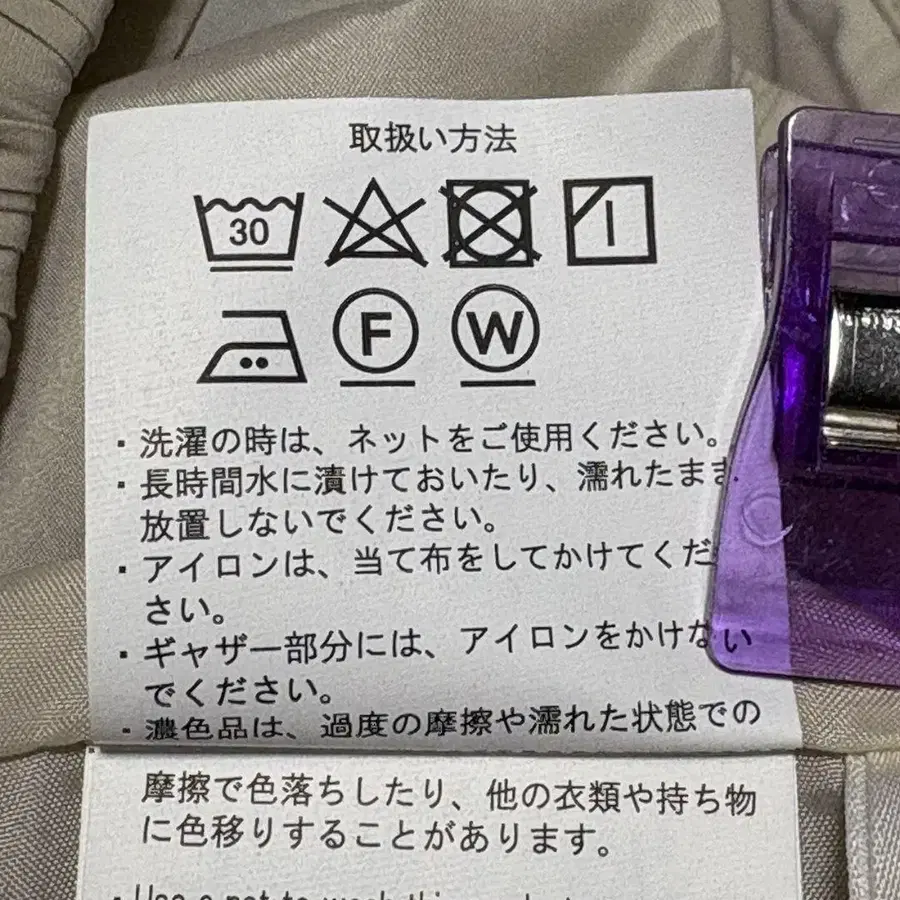 取扱い方法
30
F W
・洗濯の時は、ネットをご使用ください。
・長時間水に漬けておいたり、濡れたまま
放置しないでください。
・アイロンは、当て布をしてかけてくだ
さい。
・ギャザー部分には、アイロンをかけない
でください。
・濃色品は、過度の摩擦や濡れた状態での
摩擦で色落ちしたり、他の衣類や持ち物
に色移りすることがあります。
・Use a net to wash this